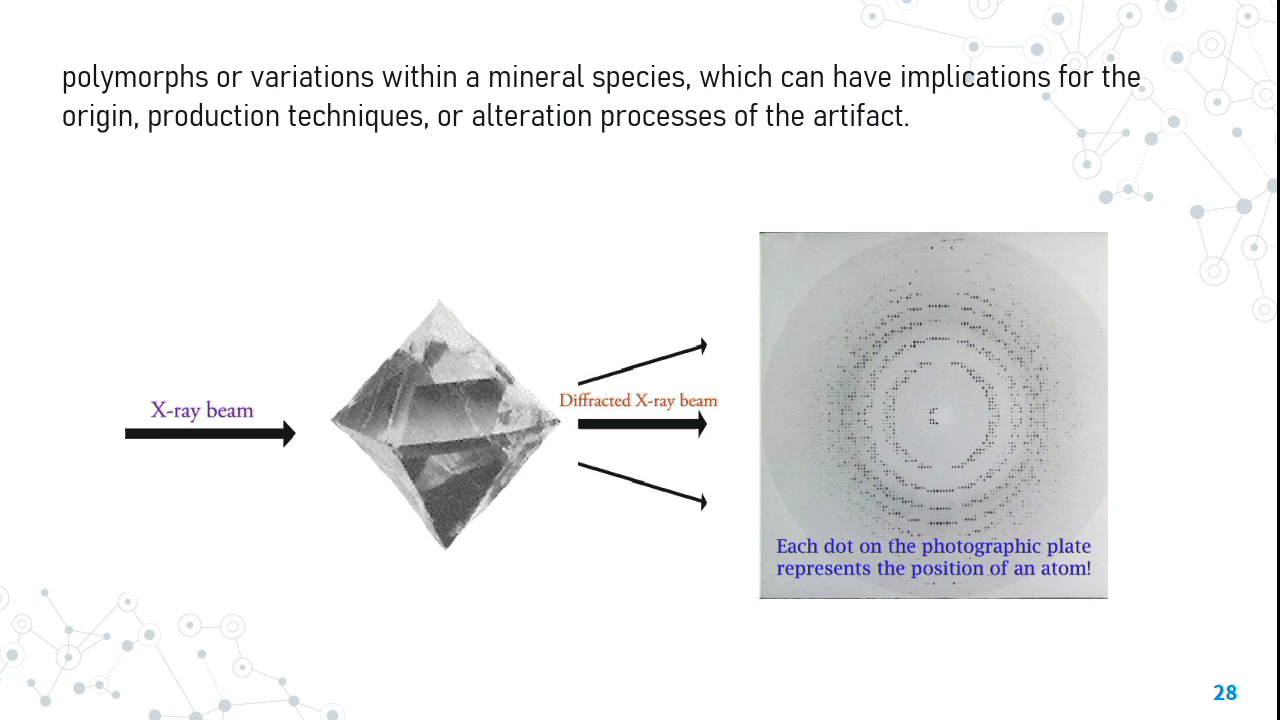 polymorphs or variations within a mineral species, which can have implications for the
origin, production techniques, or alteration processes of the artifact.
X-ray beam
Diffracted X-ray beam
Each dot on the photographic plate
represents the position of an atom!
28